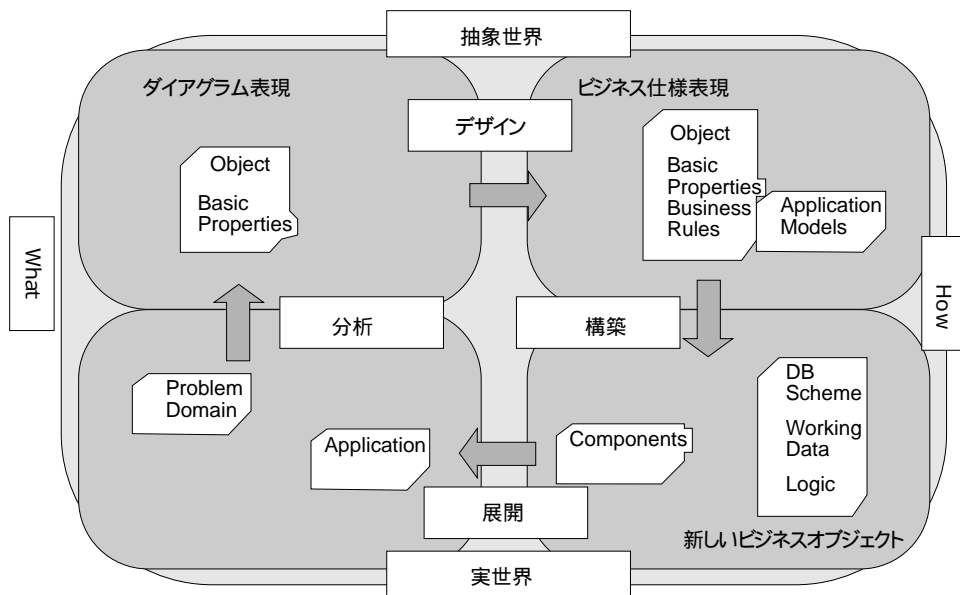 抽象世界
ダイアグラム表現
ビジネス仕様表現
デザイン
Object
Basic
Properties
Object
Basic
Properties
Business
Rules
Application
Models
What
How
分析
構築
Problem
Domain
Application
Components
DB
Scheme
Working
Data
Logic
展開
新しいビジネスオブジェクト
実世界